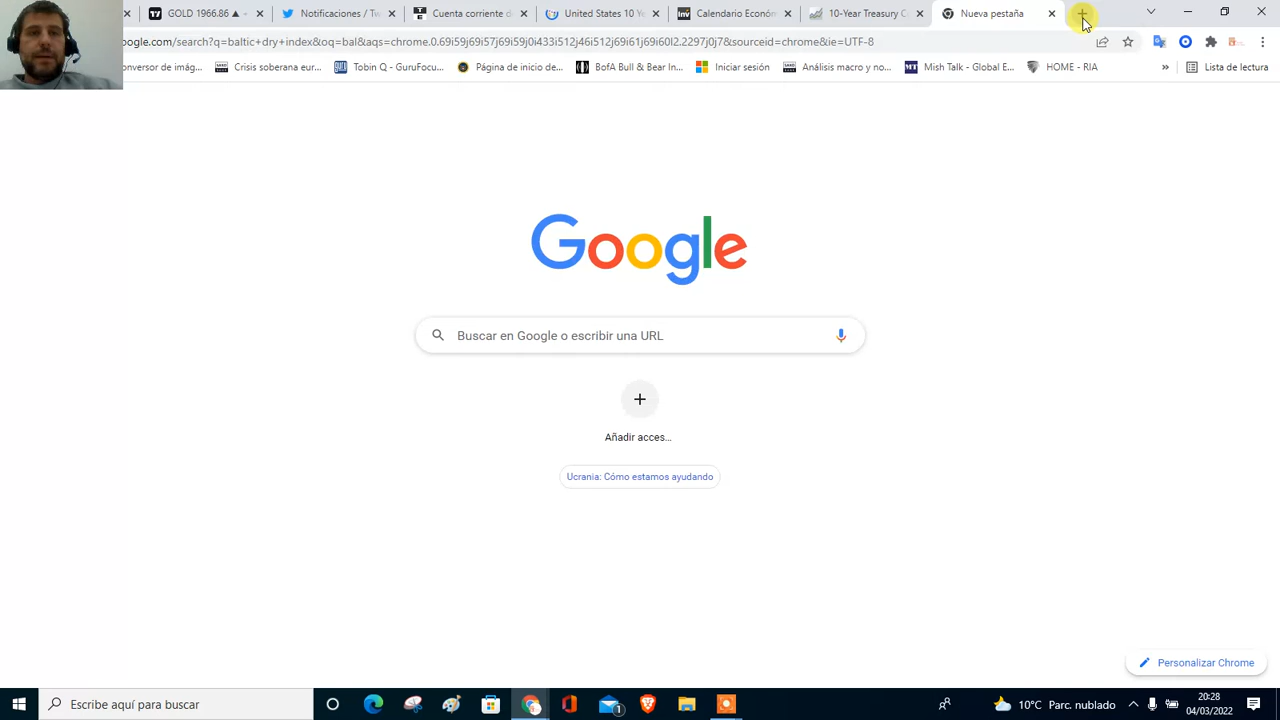 GOLD 1966.86 ▲
Notificaciones / Tw
Cuenta corriente d
United States 10 Y
Calendario Económ
10-Year Treasury C
Nueva pestaña
ogle.com/search?q=baltic+dry+index&oq=bal&aqs=chrome.0.69i59j69i57j69i59j0i433i512j46i512j69i61j69i60l2.2297j0j7&sourceid=chrome&ie=UTF-8
onversor de imág...
Crisis soberana eur...
Tobin Q - GuruFocu...
Página de inicio de...
BofA Bull & Bear In...
Iniciar sesión
Análisis macro y no...
Mish Talk - Global E...
HOME - RIA
»
Lista de lectura
Google
Buscar en Google o escribir una URL
Añadir acces...
Ucrania: Cómo estamos ayudando
Personalizar Chrome
Escribe aquí para buscar
1
10°C Parc. nublado
20:28
04/03/2022